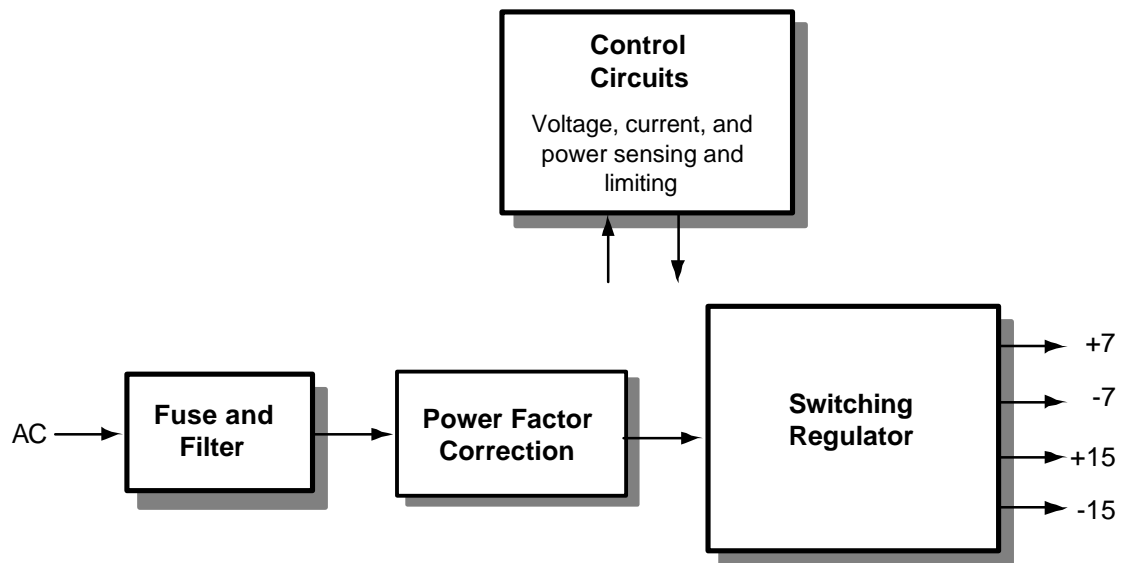 Control
Circuits
Voltage, current, and
power sensing and
limiting
AC
Fuse and
Filter
Power Factor
Correction
Switching
Regulator
+7
-7
+15
-15